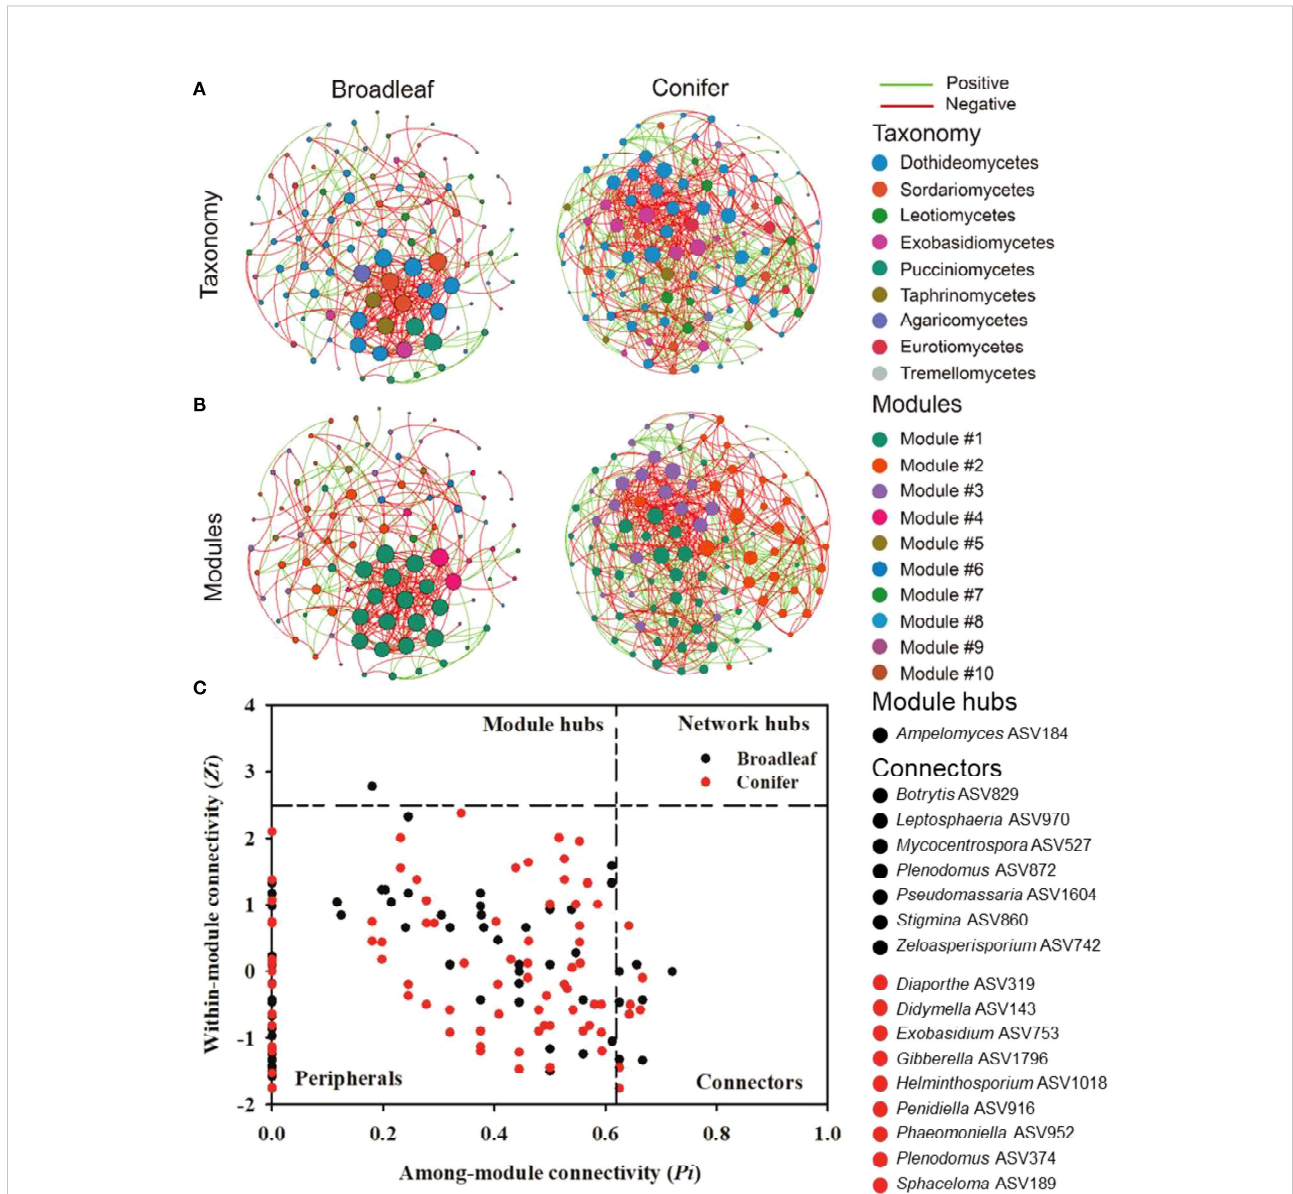 A
Broadleaf
Conifer
Taxonomy
Positive
Negative
Taxonomy
Dothideomycetes
Sordariomycetes
Leotiomycetes
Exobasidiomycetes
Pucciniomycetes
Taphrinomycetes
Agaricomycetes
Eurotiomycetes
Tremellomycetes
B
Modules
Modules
Module #1
Module #2
Module #3
Module #4
Module #5
Module #6
Module #7
Module #8
Module #9
Module #10
C
Module hubs
Network hubs
Broadleaf
Conifer
Peripherals
Connectors
4
3
2
1
0
-1
-2
0.0
0.2
0.4
0.6
0.8
1.0
Within-module connectivity (Zi)
Among-module connectivity (Pi)
Module hubs
Ampelomyces ASV184
Connectors
Botrytis ASV829
Leptosphaeria ASV970
Mycocentrospora ASV527
Plenodomus ASV872
Pseudomassaria ASV1604
Stigmina ASV860
Zeloasperisporium ASV742
Diaporthe ASV319
Didymella ASV143
Exobasidium ASV753
Gibberella ASV1796
Helminthosporium ASV1018
Penidiella ASV916
Phaeomoniella ASV952
Plenodomus ASV374
Sphaceloma ASV189